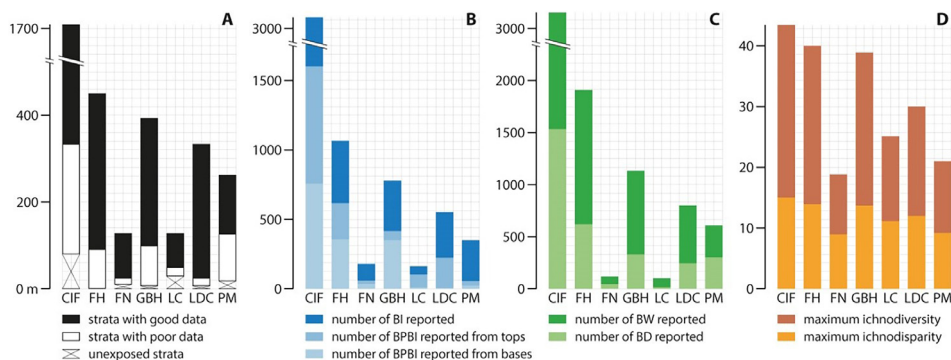 A
1700
400
200
0 m
CIF FH FN GBH LC LDC PM
strata with good data
strata with poor data
unexposed strata
B
3000
1500
1000
500
0
CIF FH FN GBH LC LDC PM
number of BI reported
number of BPBI reported from tops
number of BPBI reported from bases
C
3000
2000
1500
1000
500
0
CIF FH FN GBH LC LDC PM
number of BW reported
number of BD reported
D
40
30
20
10
0
CIF FH FN GBH LC LDC PM
maximum ichnodiversity
maximum ichnodisparity